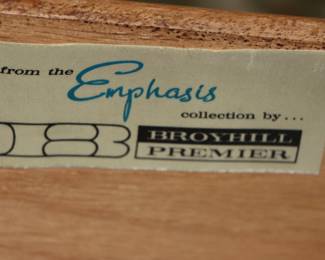 from the Emphasis
collection by...
BROYHILL
PREMIER